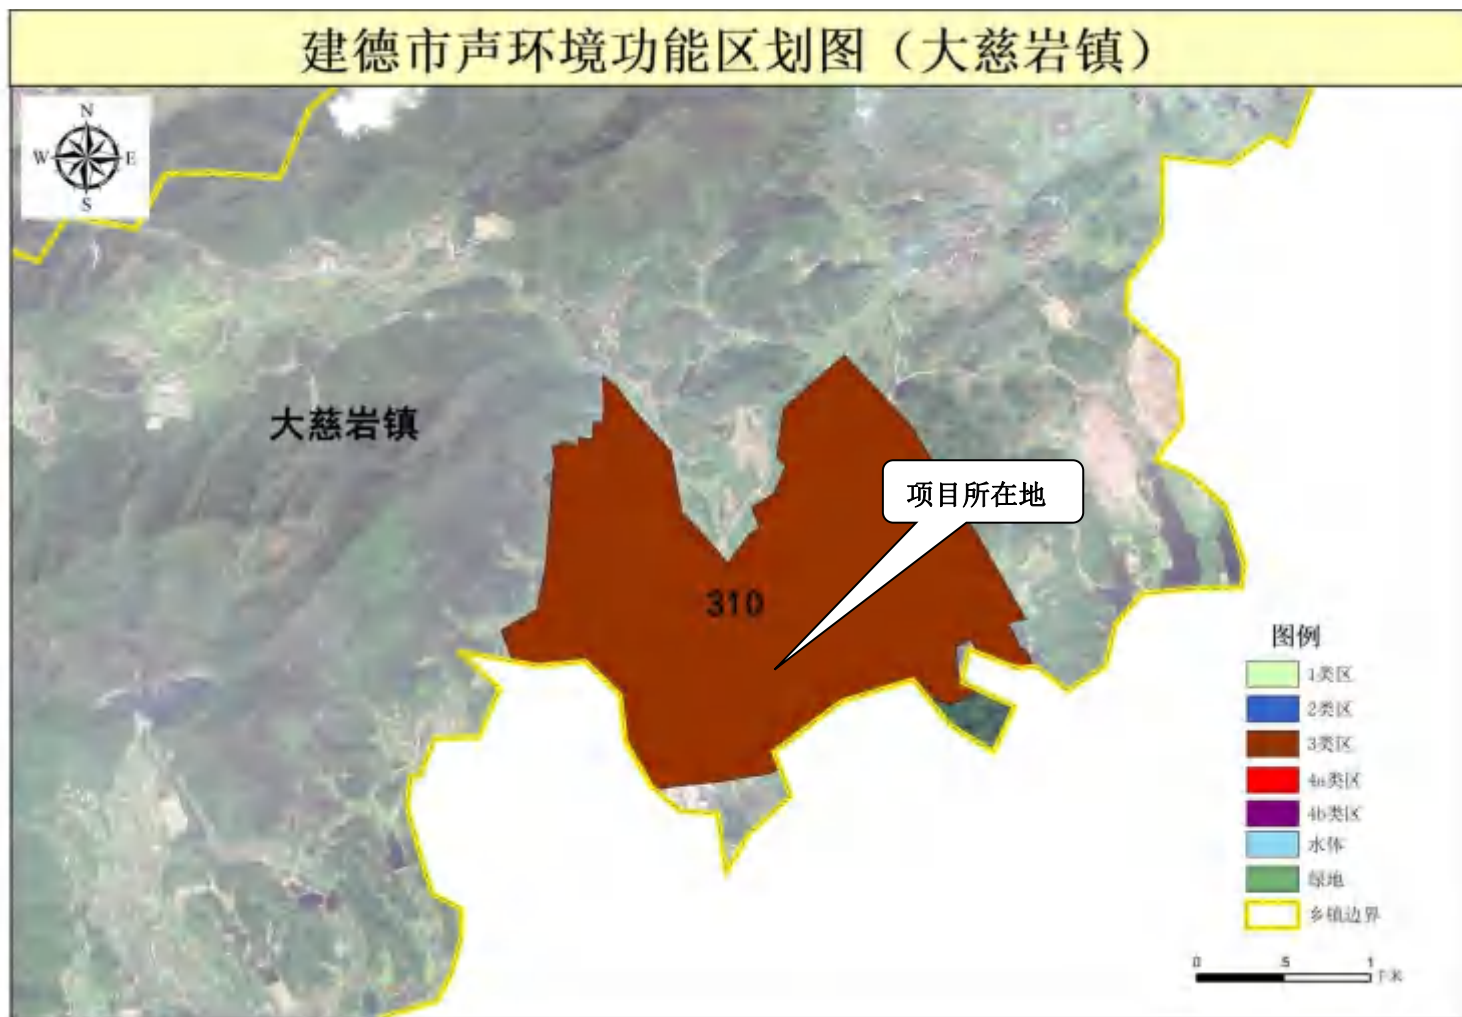 建德市声环境功能区划图（大慈岩镇）
N
W E
S
大慈岩镇
项目所在地
310
图例
1类区
2类区
3类区
4a类区
4b类区
水体
绿地
乡镇边界
0 .5 1
千米